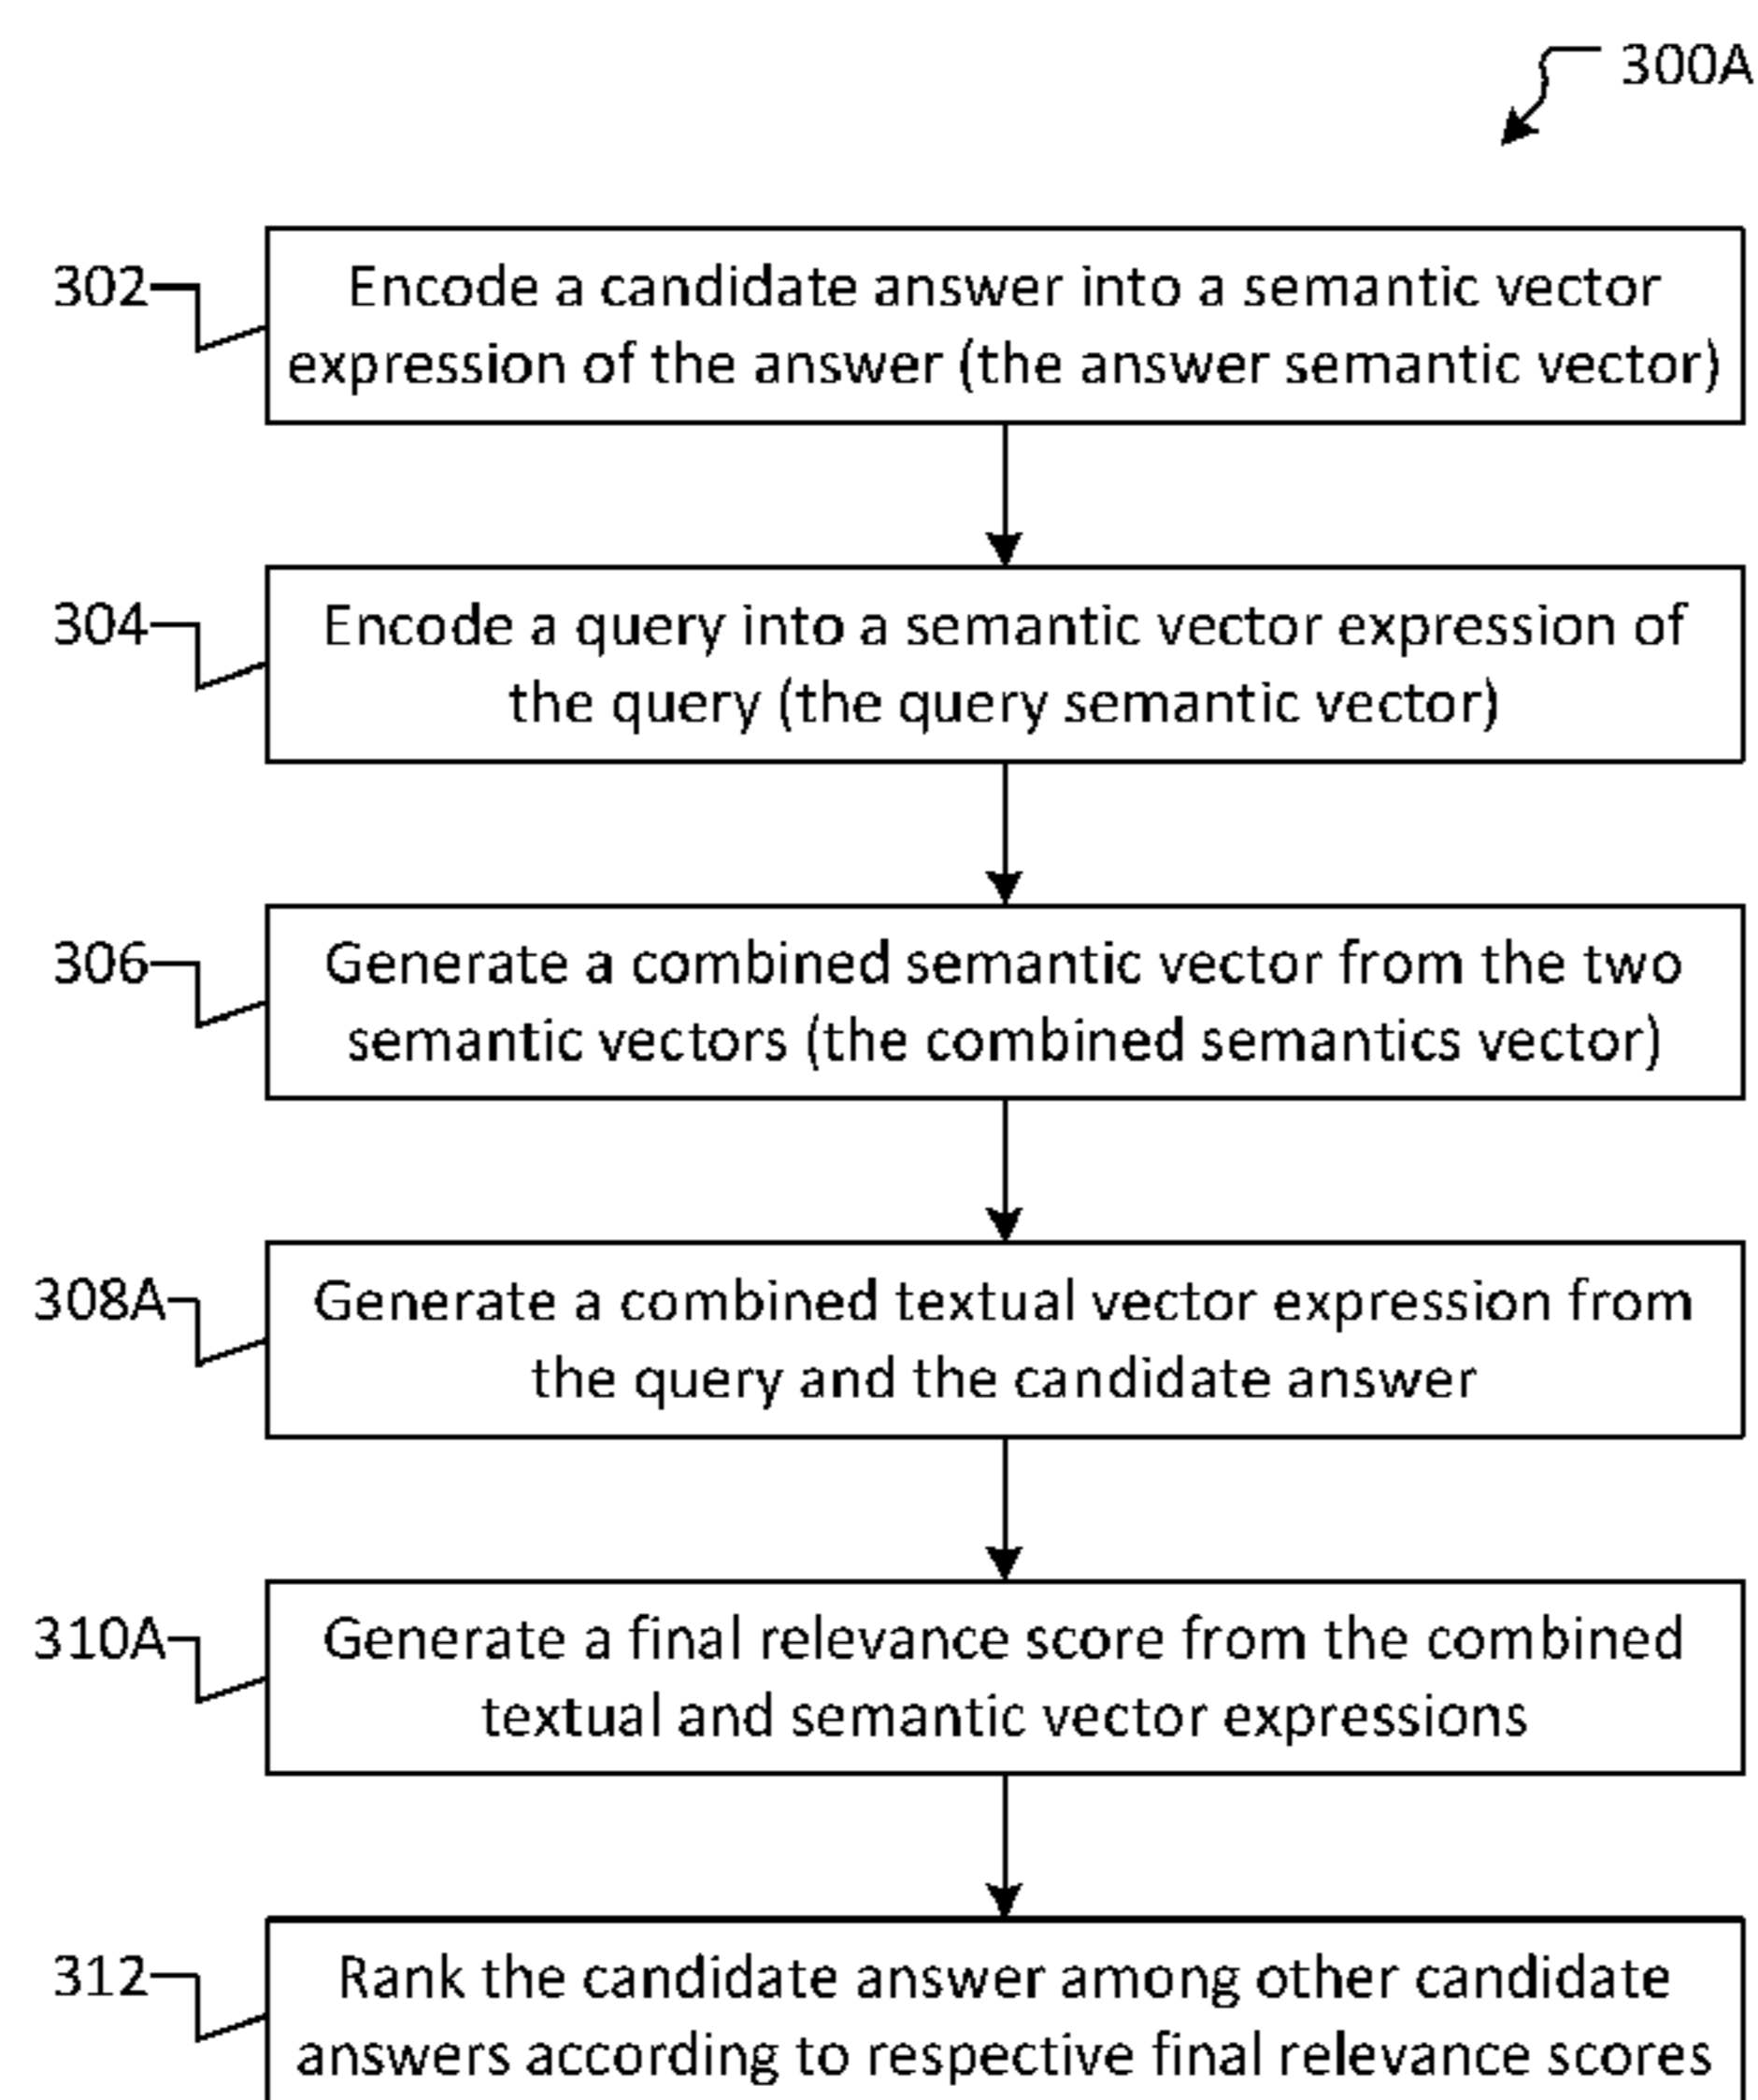 300A
302
Encode a candidate answer into a semantic vector
expression of the answer (the answer semantic vector)
304
Encode a query into a semantic vector expression of
the query (the query semantic vector)
306
Generate a combined semantic vector from the two
semantic vectors (the combined semantics vector)
308A
Generate a combined textual vector expression from
the query and the candidate answer
310A
Generate a final relevance score from the combined
textual and semantic vector expressions
312
Rank the candidate answer among other candidate
answers according to respective final relevance scores